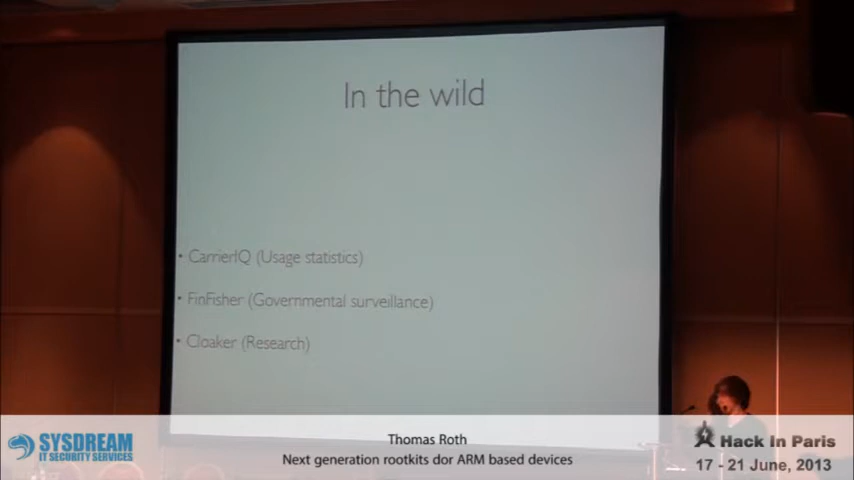 In the wild
• CarrierIQ (Usage statistics)
• FinFisher (Governmental surveillance)
• Cloaker (Research)
SYSDREAM
IT SECURITY SERVICES
Thomas Roth
Next generation rootkits dor ARM based devices
Hack In Paris
17 - 21 June, 2013